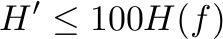 H′ ≤ 100H(f)